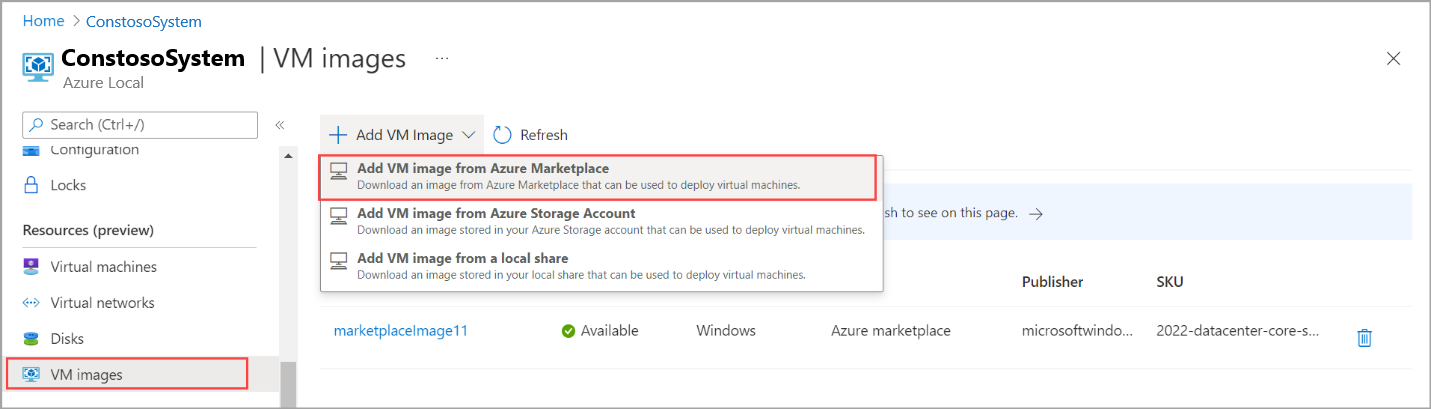 Home > ConstosoSystem
ConstosoSystem | VM images ...
Azure Local
Search (Ctrl+/)
Configuration
Locks
Resources (preview)
Virtual machines
Virtual networks
Disks
VM images
Add VM Image
Refresh
Add VM image from Azure Marketplace
Download an image from Azure Marketplace that can be used to deploy virtual machines.
Add VM image from Azure Storage Account
Download an image stored in your Azure Storage account that can be used to deploy virtual machines.
Add VM image from a local share
Download an image stored in your local share that can be used to deploy virtual machines.
sh to see on this page. →
Publisher SKU
marketplaceImage11 Available Windows Azure marketplace microsoftwindo... 2022-datacenter-core-s...